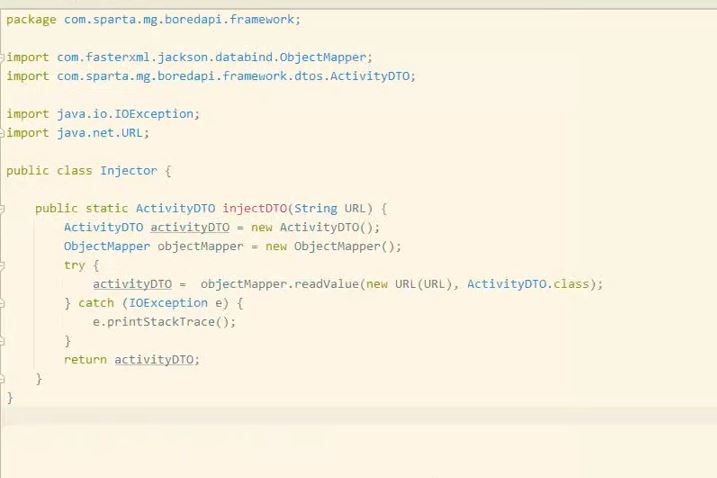 package com.sparta.mg.boredapi.framework;
import com.fasterxml.jackson.databind.ObjectMapper;
import com.sparta.mg.boredapi.framework.dtos.ActivityDTO;
import java.io.IOException;
import java.net.URL;
public class Injector {
public static ActivityDTO injectDTO(String URL) {
ActivityDTO activityDTO = new ActivityDTO();
ObjectMapper objectMapper = new ObjectMapper();
try {
activityDTO =  objectMapper.readValue(new URL(URL), ActivityDTO.class);
} catch (IOException e) {
e.printStackTrace();
}
return activityDTO;
}
}